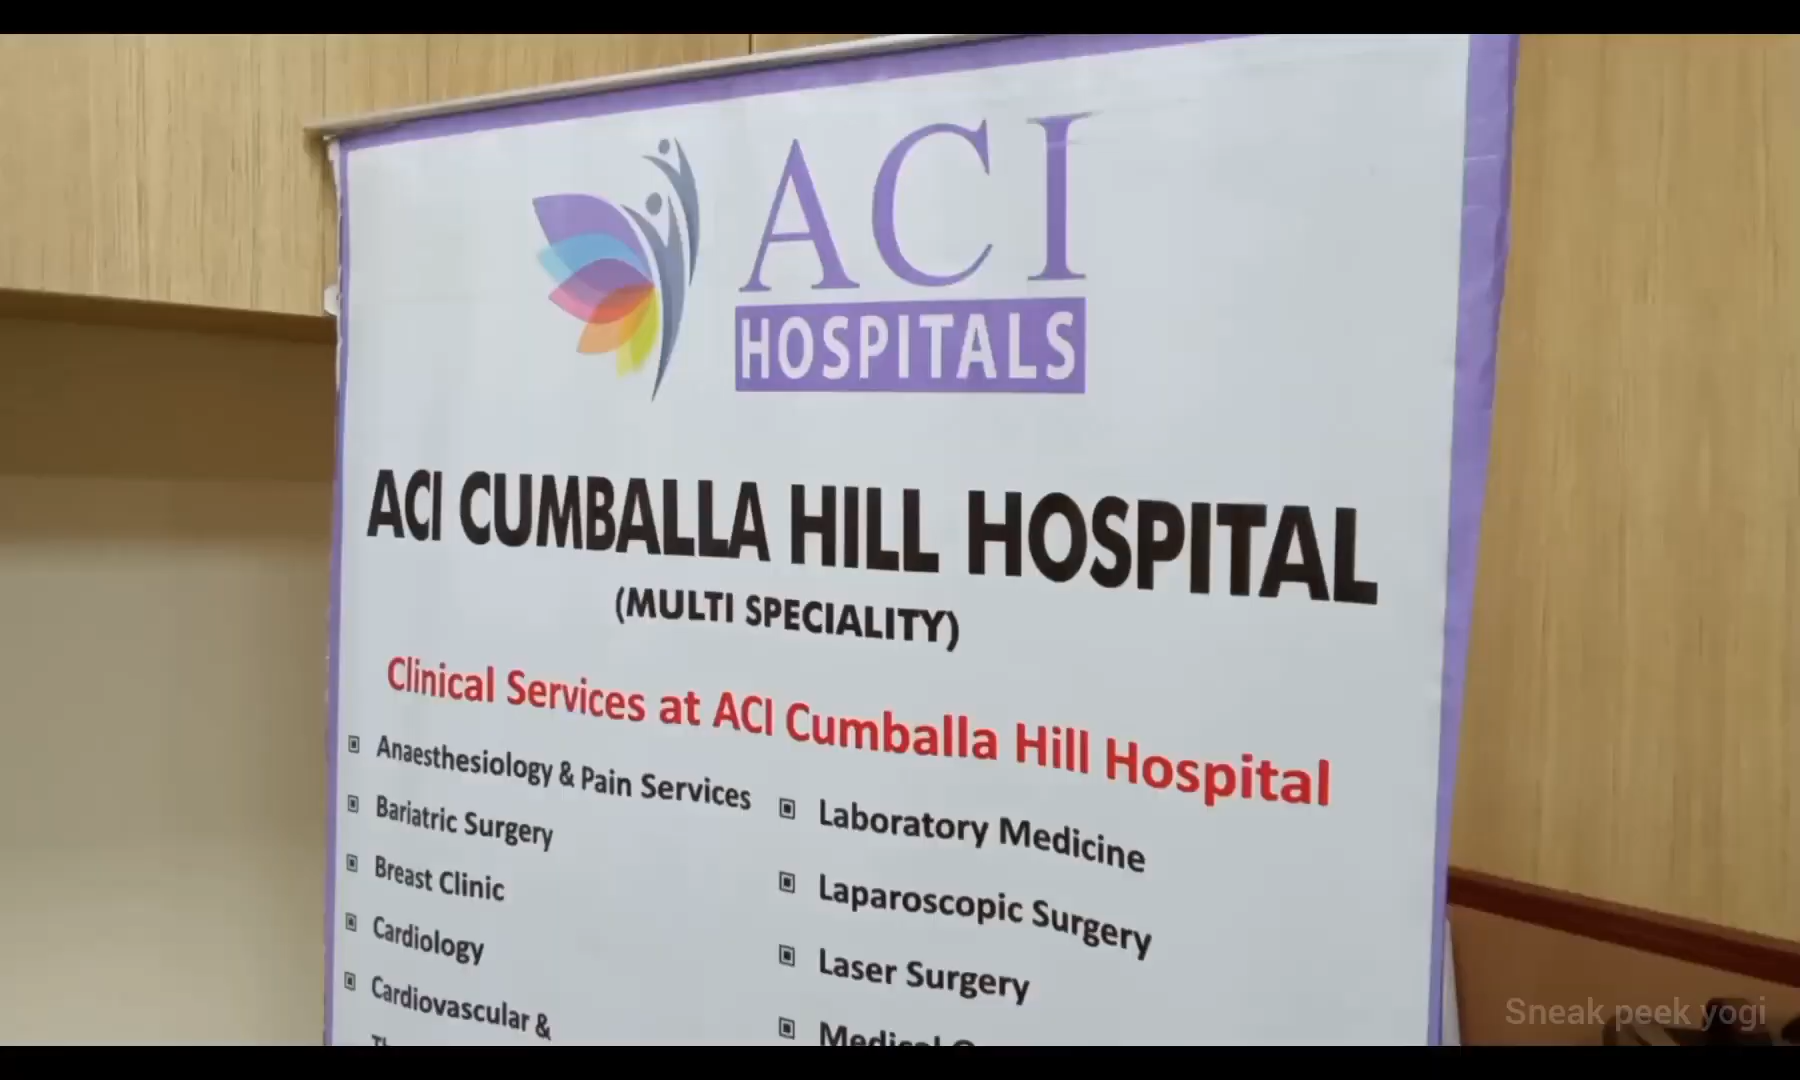 ACI
HOSPITALS
ACI CUMBALLA HILL HOSPITAL
(MULTI SPECIALITY)
Clinical Services at ACI Cumballa Hill Hospital
Anaesthesiology & Pain Services
Bariatric Surgery
Breast Clinic
Cardiology
Cardiovascular &
Laboratory Medicine
Laparoscopic Surgery
Laser Surgery
Medical
Sneak peek yogi